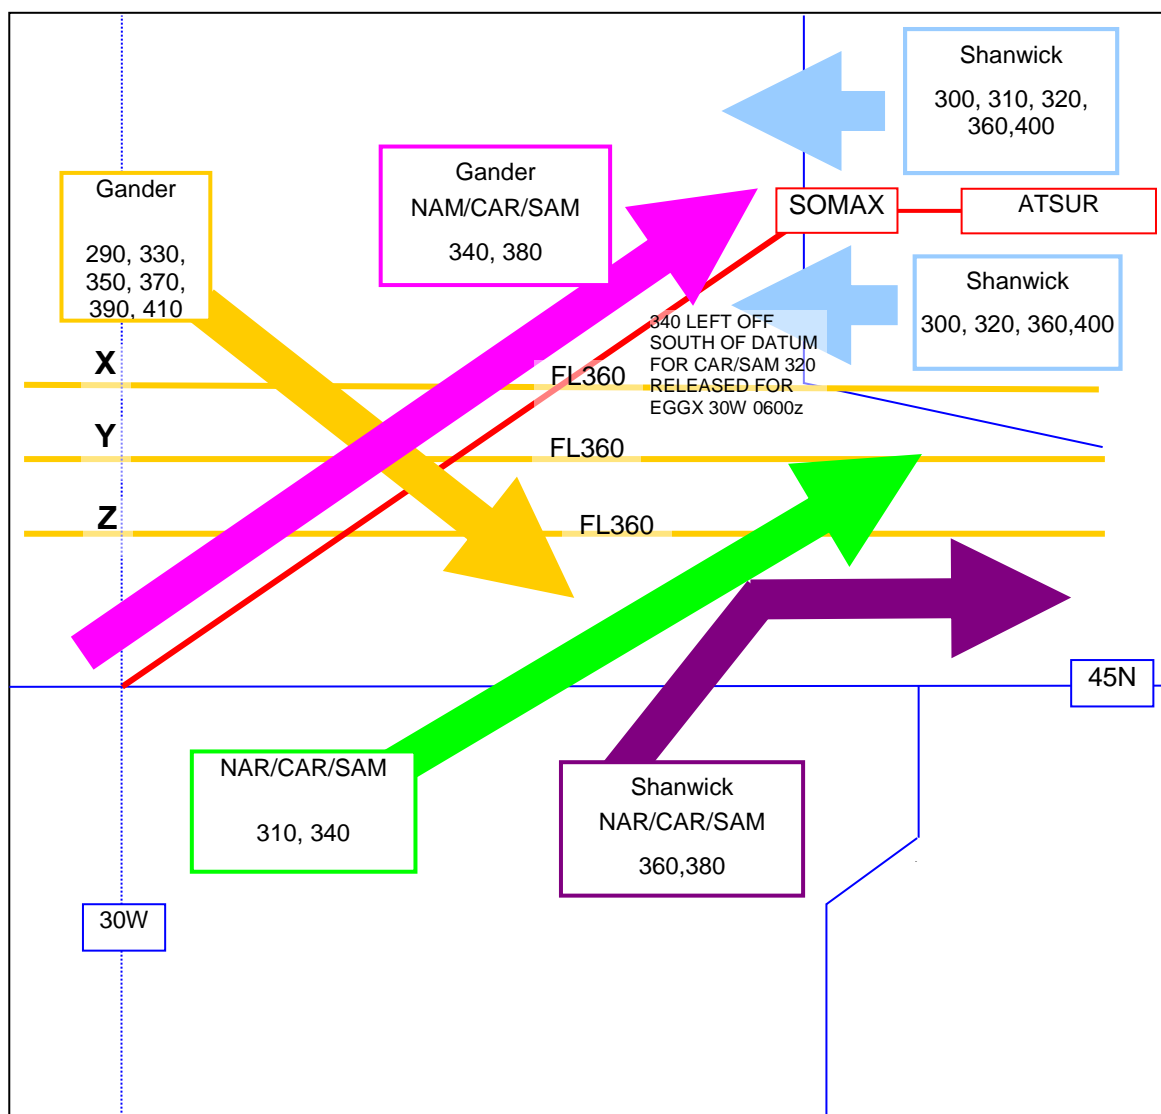 Shanwick
300, 310, 320,
360,400
Gander
NAM/CAR/SAM
340, 380
Gander
290, 330,
350, 370,
390, 410
SOMAX
ATSUR
Shanwick
300, 320, 360,400
340 LEFT OFF
SOUTH OF DATUM
FOR CAR/SAM 320
RELEASED FOR
EGGX 30W 0600z
X
FL360
Y
FL360
Z
FL360
45N
NAR/CAR/SAM
310, 340
Shanwick
NAR/CAR/SAM
360,380
30W